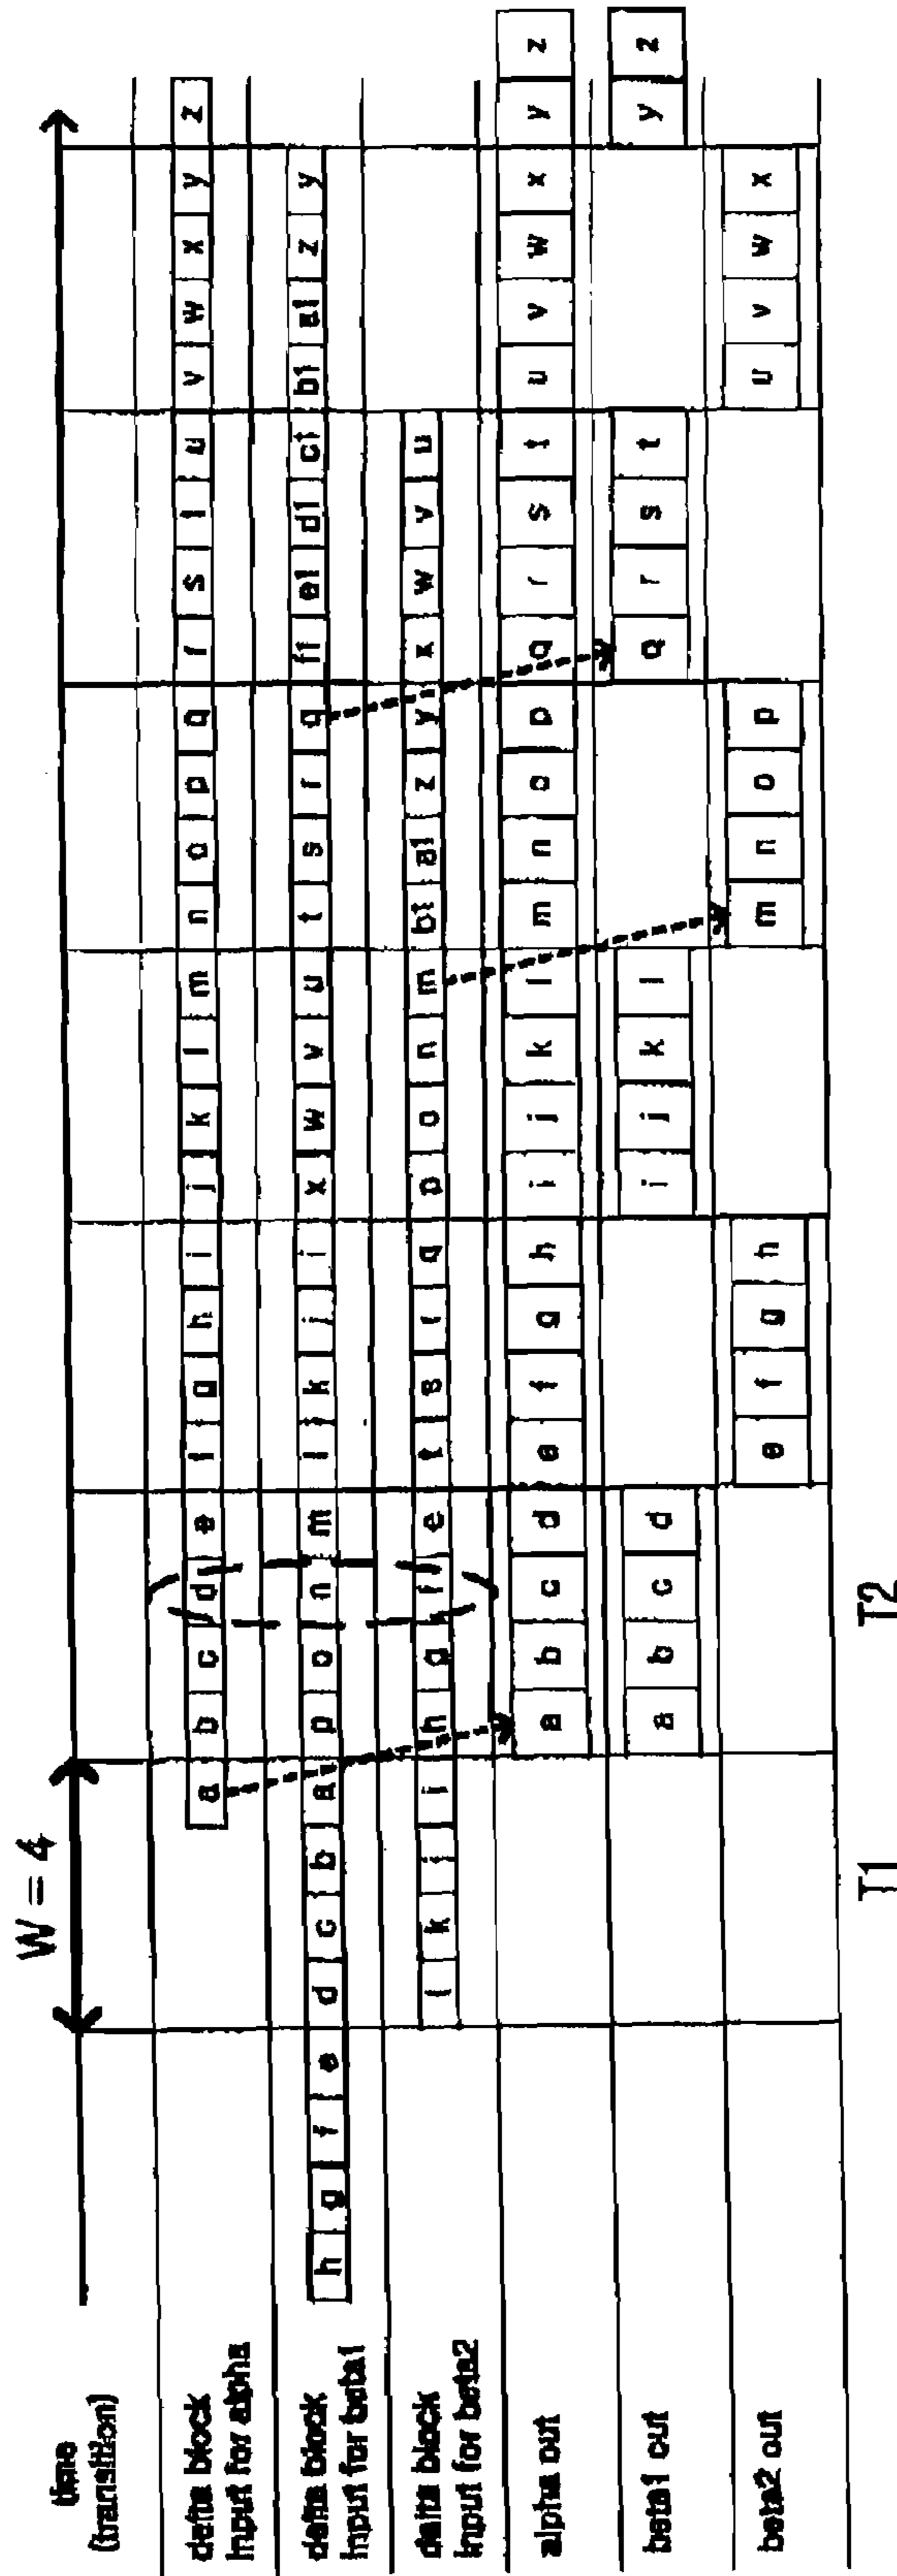 W = 4
time
(transition)
delta block
input for alpha
a b c d e f g h i j k l m n o p q r s t u v w x y z
delta block
input for beta1
h g f e d c b a p o n m l k j i x w v u t s r q f1 e1 d1 c1 b1 a1 z y
delta block
input for beta2
l k j i h g f e t s r q p o n m b1 a1 z y x w v u
alpha out
a b c d e f g h i j k l m n o p q r s t u v w x y z
beta1 out
a b c d i j k l q r s t y z
beta2 out
e f g h m n o p u v w x
T1 T2